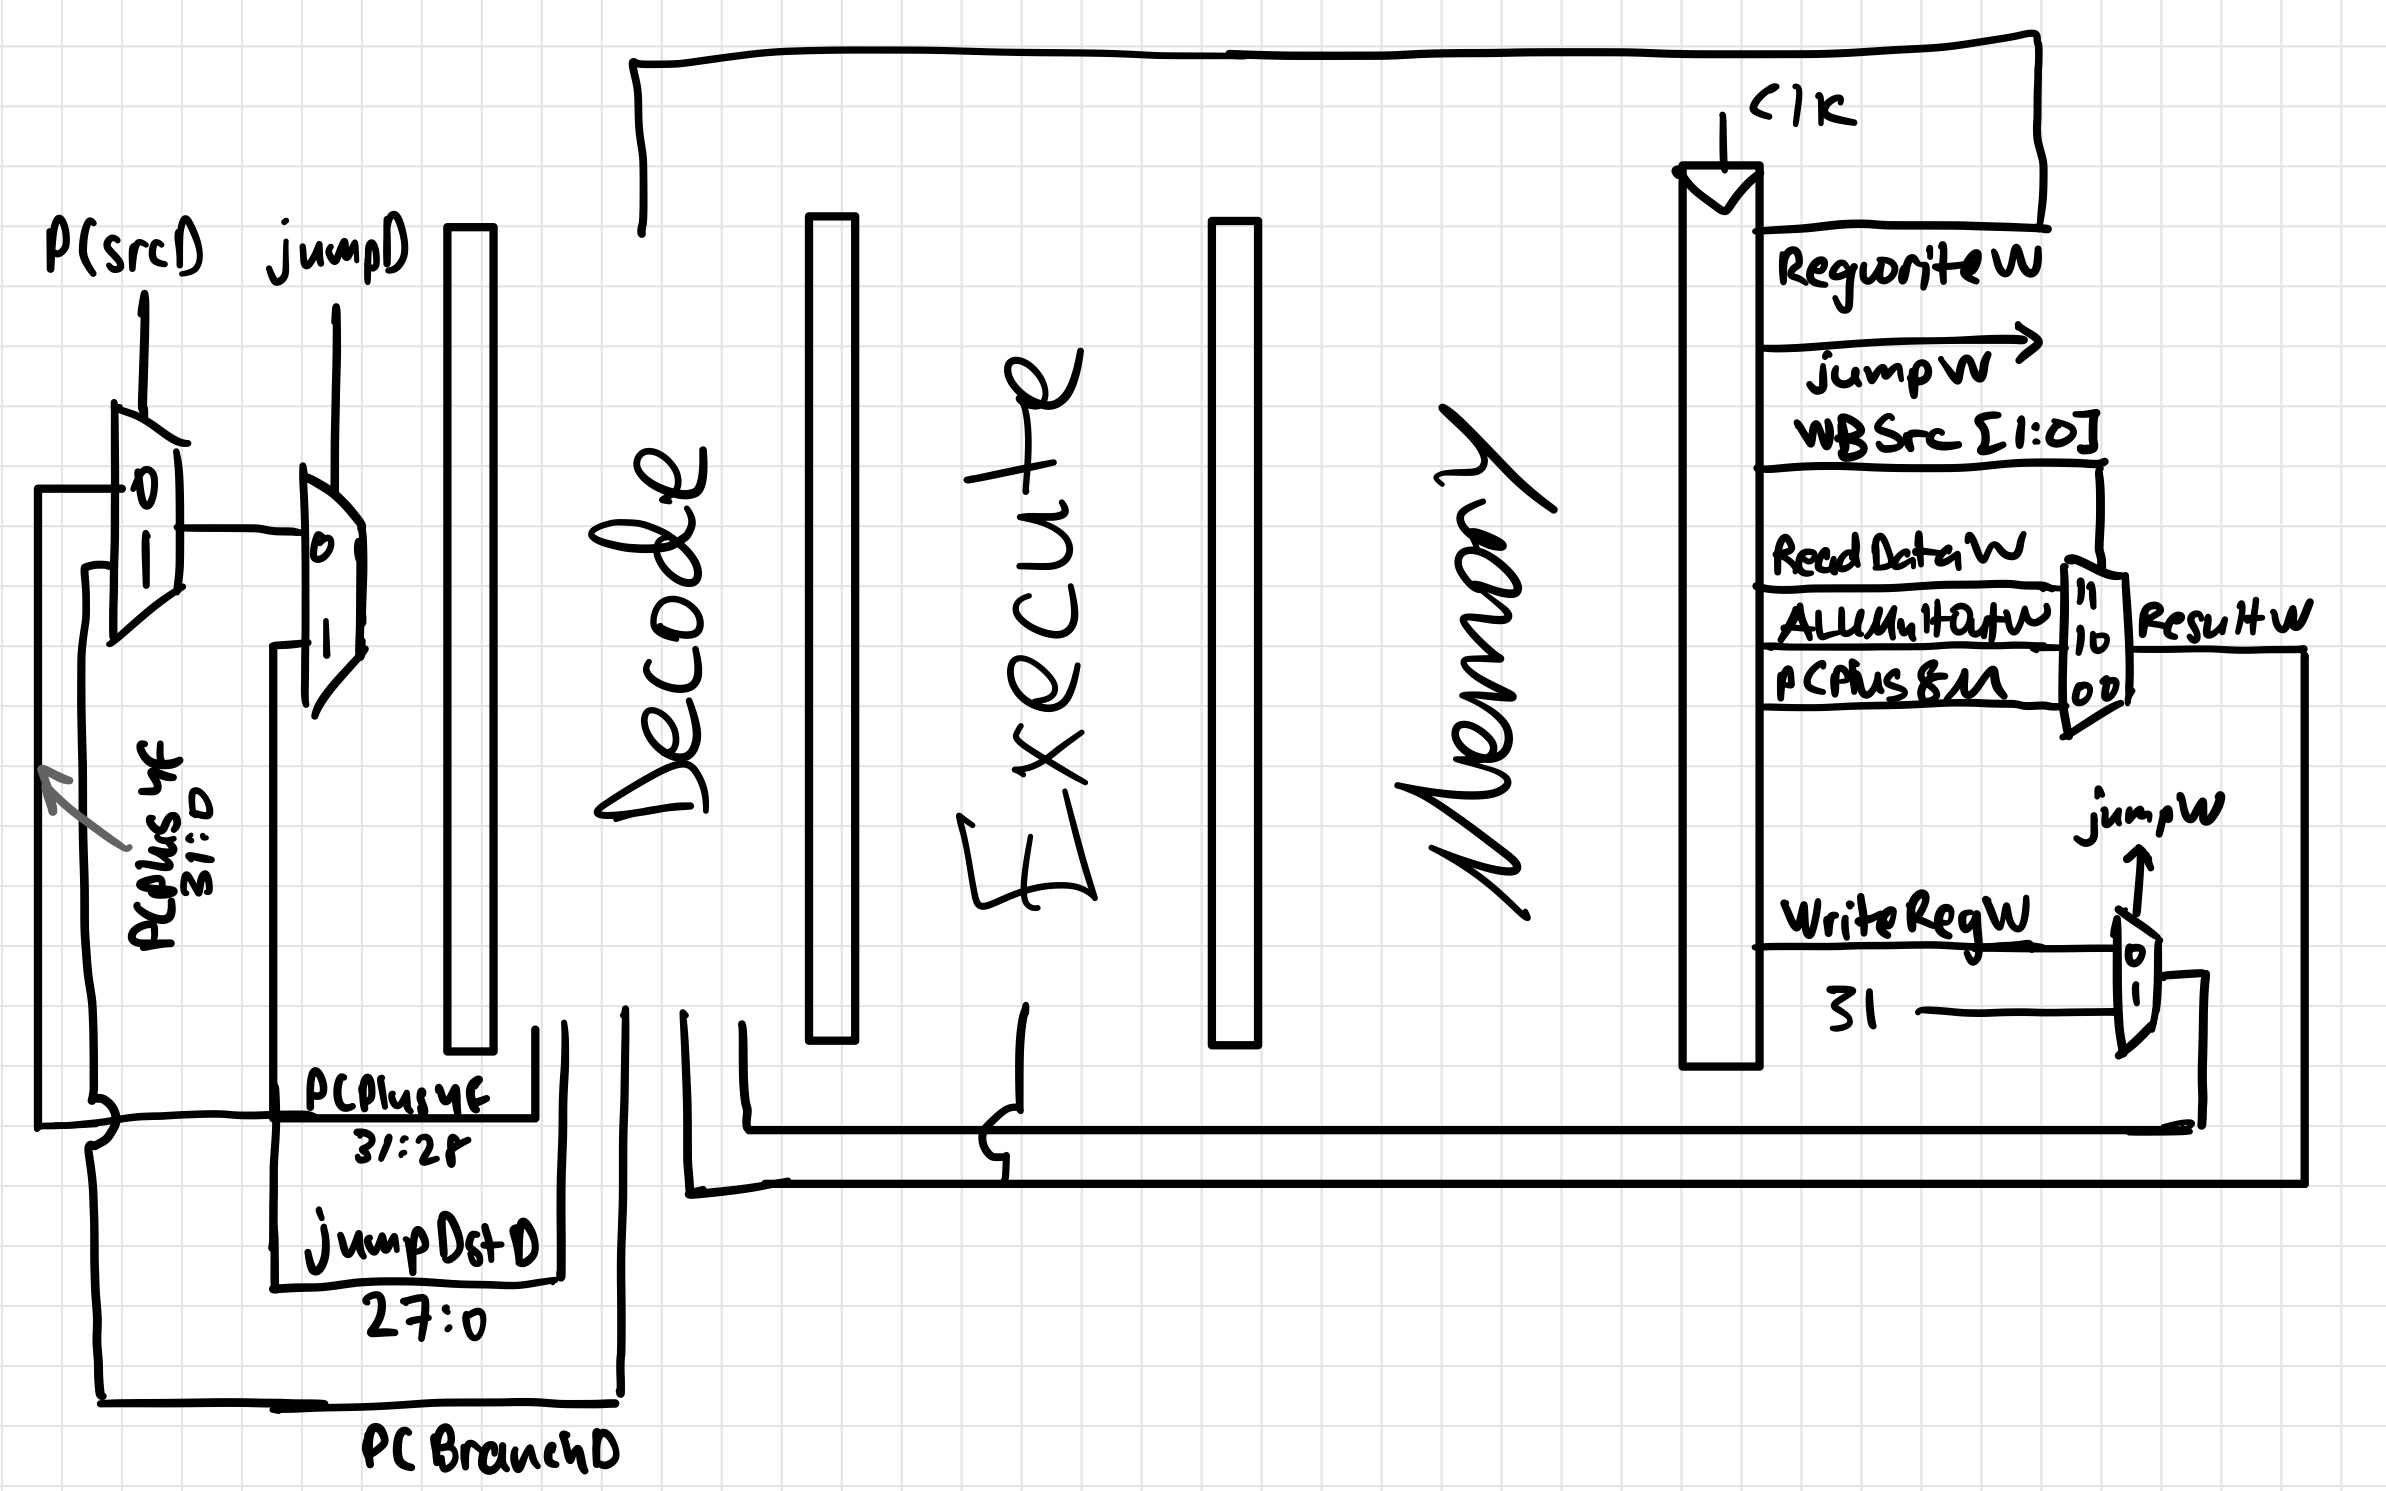 Clk
PCsrcD
jumpD
RegwriteW
jumpW
WBSrc [1:0]
0
1
0
1
Decode
Execute
Memory
ReadDataW
ALUOutW
PCPlus8W
11
10
00
ResultW
PCPlus4F
31:0
jumpW
WriteRegW
0
1
31
PCPlus4F
31:28
jumpDstD
27:0
PCBranchD